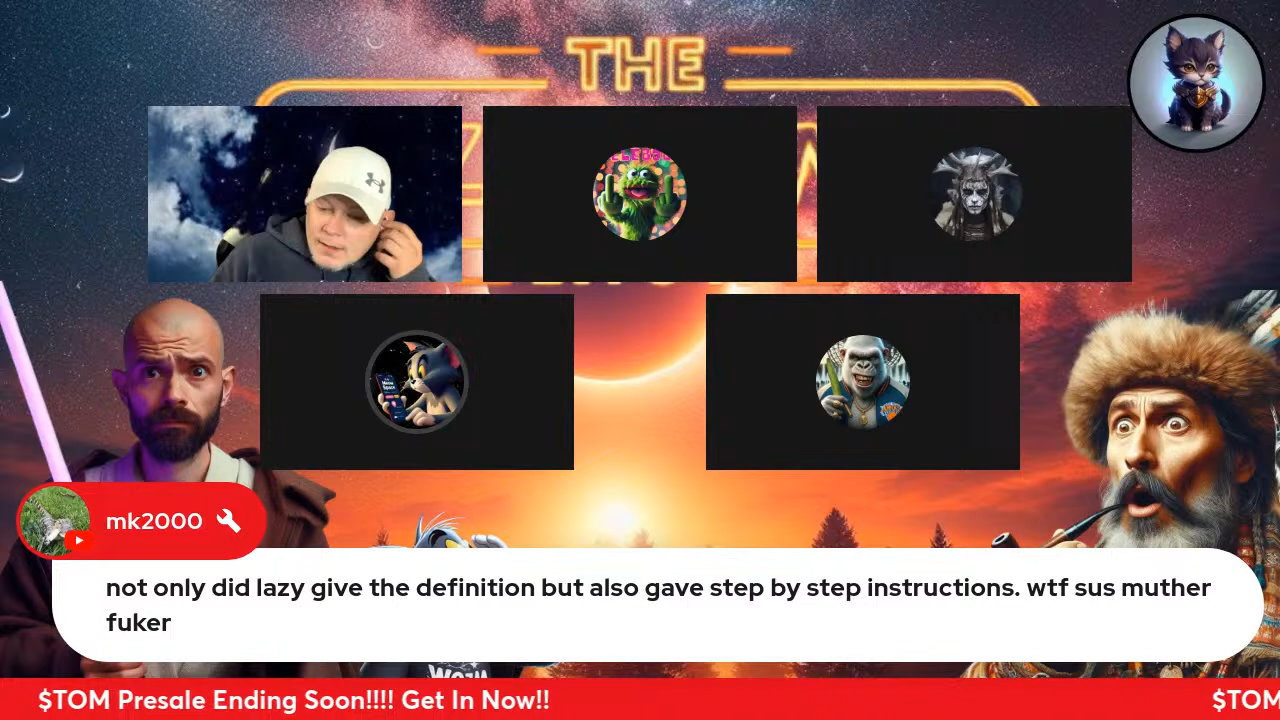 THE
mk2000
not only did lazy give the definition but also gave step by step instructions. wtf sus muther
fuker
$TOM Presale Ending Soon!!!! Get In Now!!
$TOM